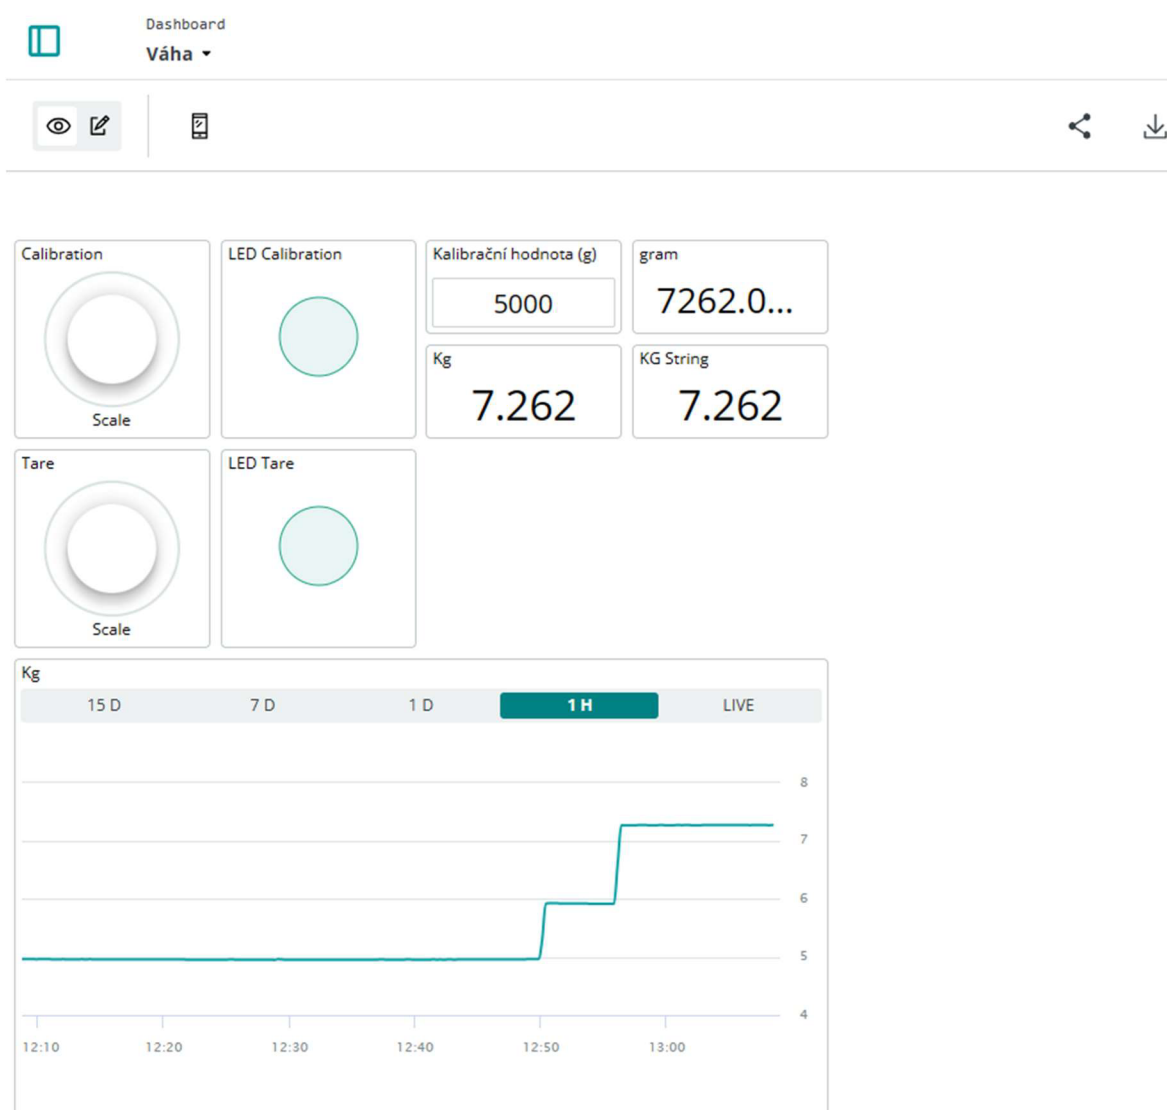 Dashboard
Váha
Calibration
Scale
LED Calibration
Kalibrační hodnota (g)
5000
gram
7262.0...
Kg
7.262
KG String
7.262
Tare
Scale
LED Tare
Kg
15 D 7 D 1 D 1 H LIVE
8
7
6
5
4
12:10 12:20 12:30 12:40 12:50 13:00